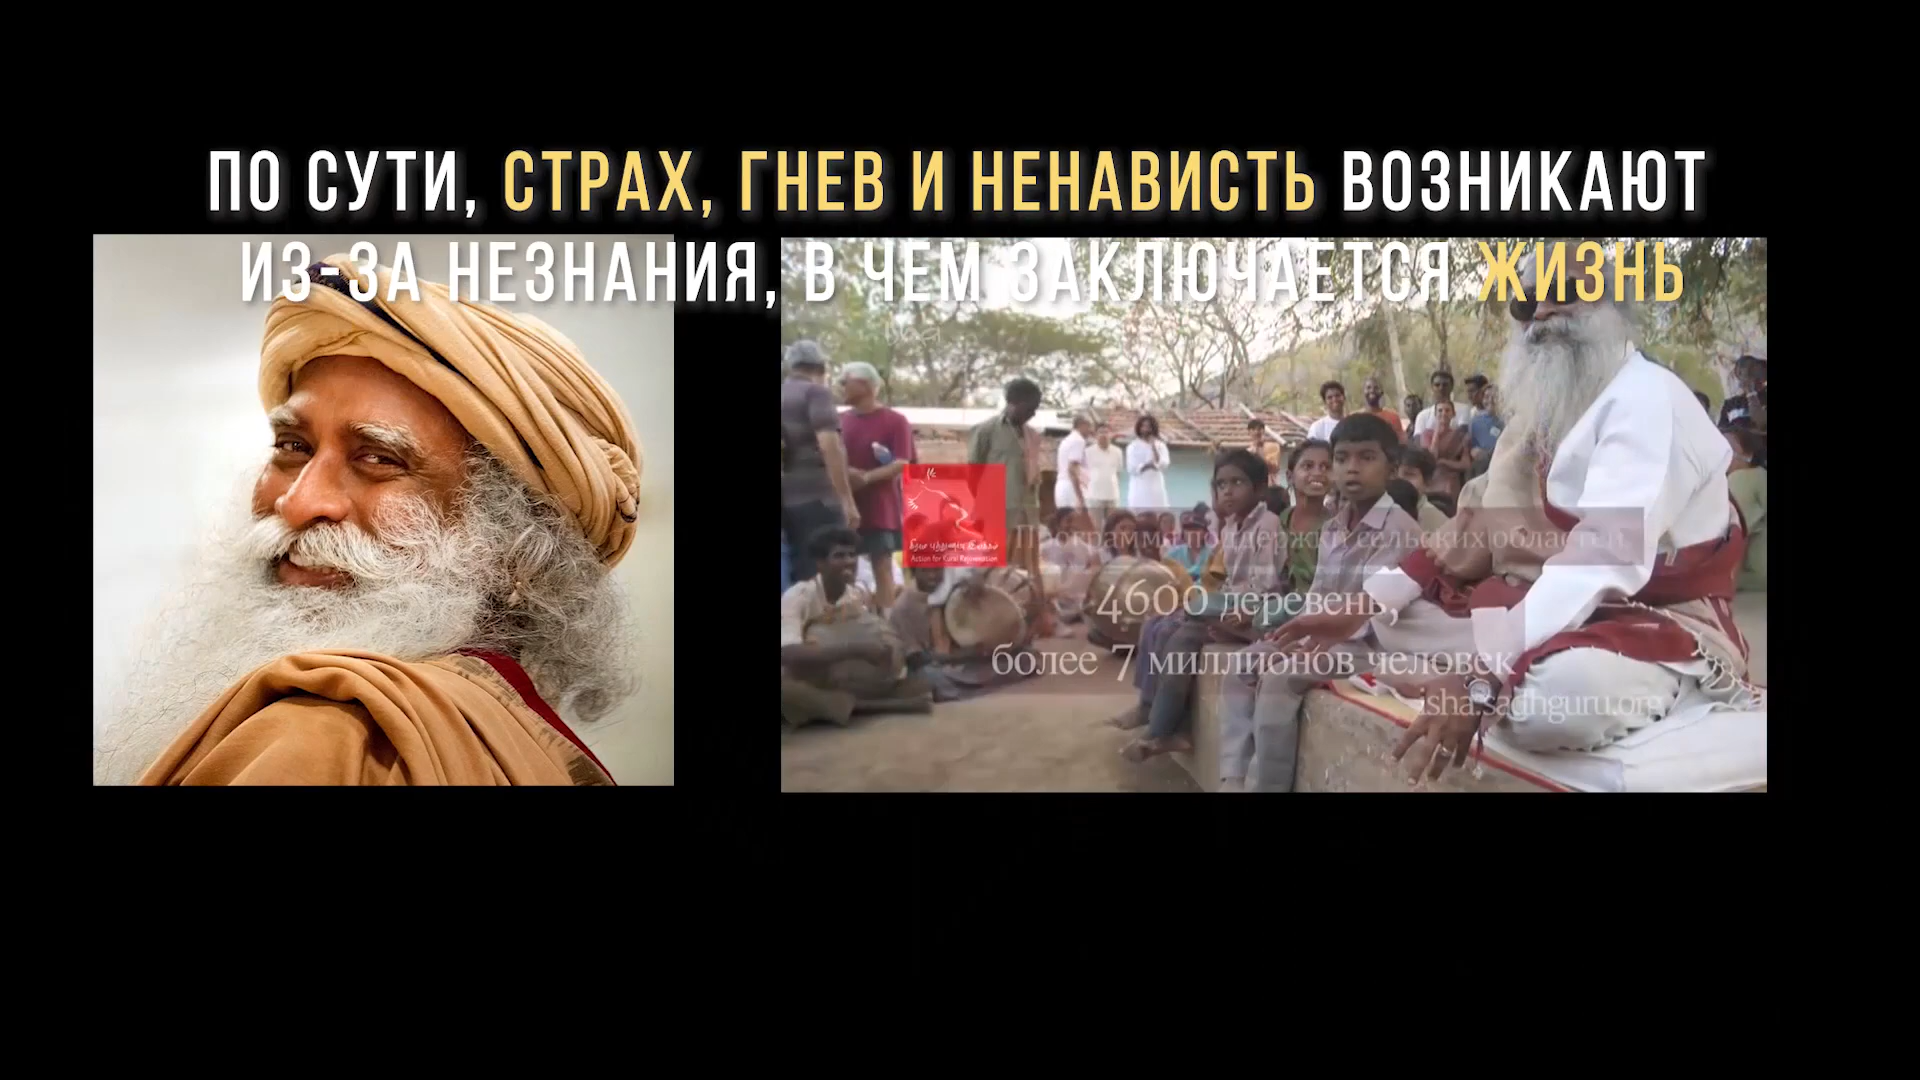 ПО СУТИ, СТРАХ, ГНЕВ И НЕНАВИСТЬ ВОЗНИКАЮТ
ИЗ-ЗА НЕЗНАНИЯ, В ЧЕМ ЗАКЛЮЧАЕТСЯ ЖИЗНЬ
Action for Rural Rejuvenation
Программа поддержки сельских областей
4600 деревень,
более 7 миллионов человек
isha.sadhguru.org